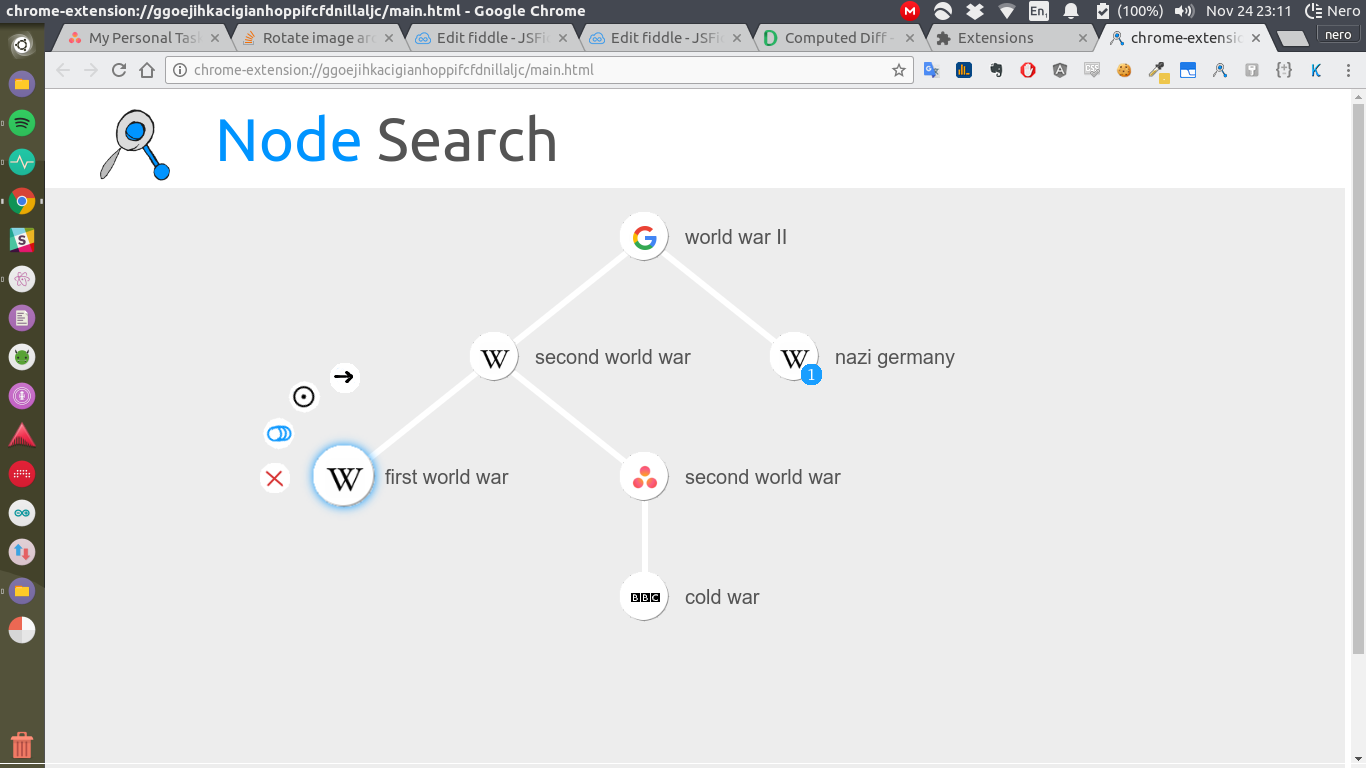 chrome-extension://ggoejihkacigianhoppifcfdnillaljc/main.html - Google Chrome
En
(100%)
Nov 24 23:11
Nero
My Personal Tas
Rotate image ar
Edit fiddle - JSFi
Edit fiddle - JSFi
Computed Diff -
Extensions
chrome-extensi
nero
chrome-extension://ggoejihkacigianhoppifcfdnillaljc/main.html
Node Search
world war II
second world war
nazi germany
1
first world war
second world war
BBC
cold war